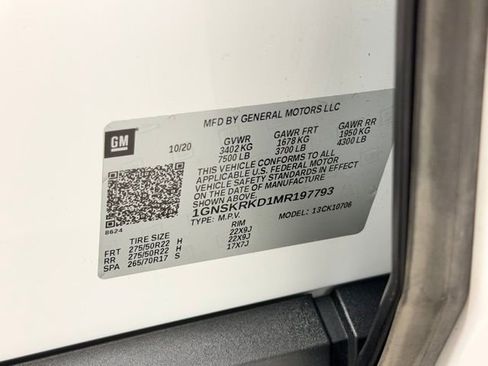 MFD BY GENERAL MOTORS LLC
GM
10/20
GVWR GAWR FRT GAWR RR
3402 KG 1678 KG 1950 KG
7500 LB 3700 LB 4300 LB
THIS VEHICLE CONFORMS TO ALL
APPLICABLE U.S. FEDERAL MOTOR
VEHICLE SAFETY STANDARDS IN EFFECT
ON THE DATE OF MANUFACTURE
1GNSKRKD1MR197793
TYPE: M.P.V. MODEL: 13CK10706
8624
TIRE SIZE RIM
FRT 275/50R22 H 22X9J
RR 275/50R22 H 22X9J
SPA 265/70R17 S 17X7J